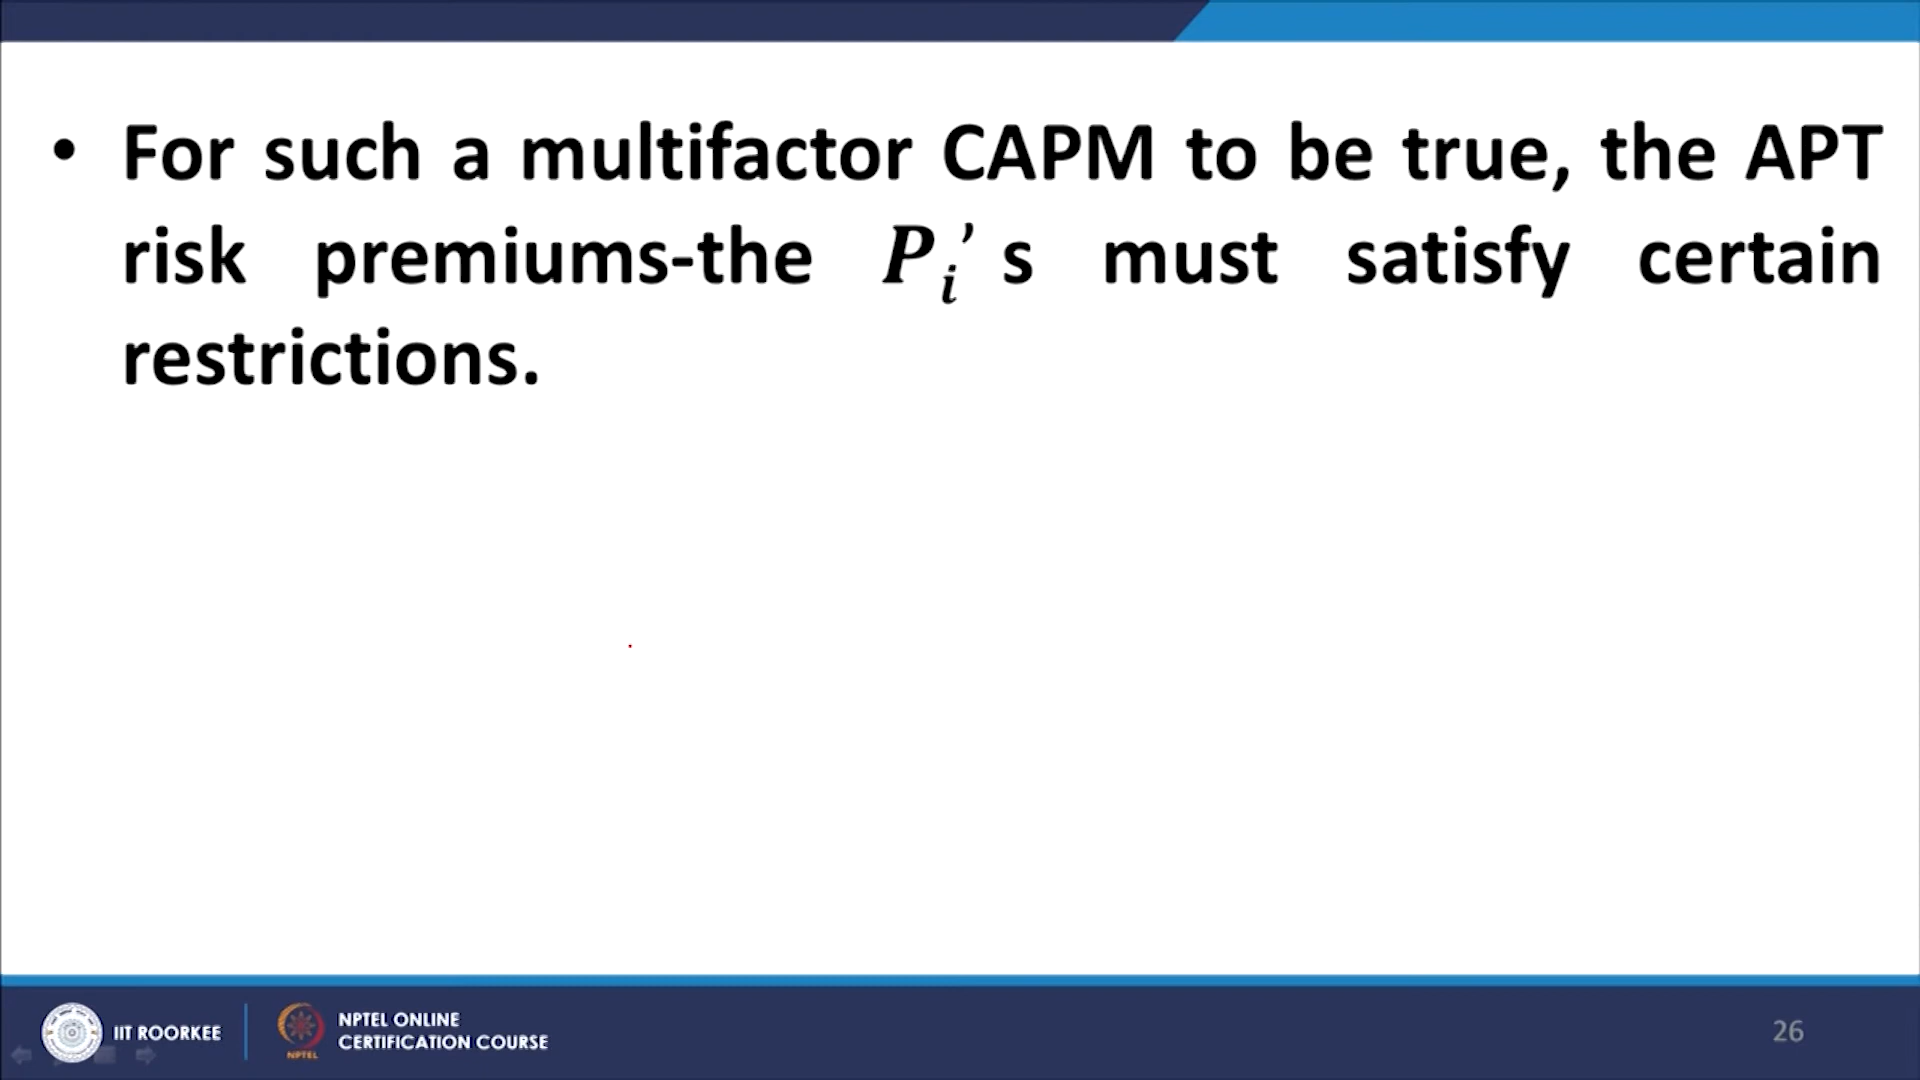 • For such a multifactor CAPM to be true, the APT
risk premiums-the Pᵢ’s must satisfy certain
restrictions.
IIT ROORKEE
NPTEL
NPTEL ONLINE
CERTIFICATION COURSE
26